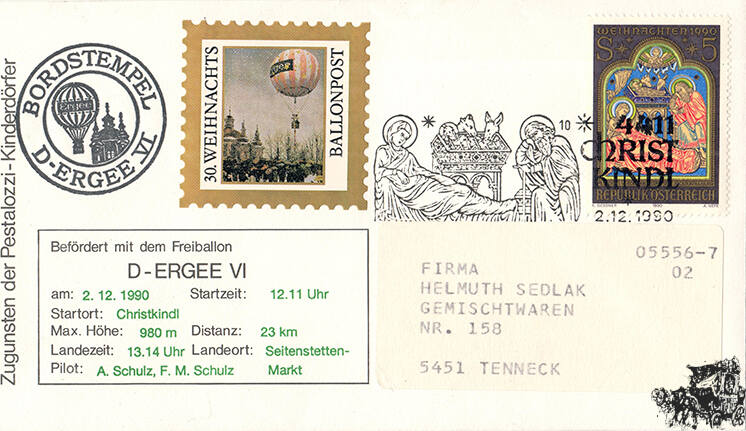 Zugunsten der Pestalozzi-Kinderdörfer
BORDSTEMPEL
Ergee
D-ERGEE VI
30. WEIHNACHTS
BALLONPOST
10
WEIHNACHTEN 1990
S 5
4411
CHRIST
KINDL
REPUBLIK ÖSTERREICH
1990
2.12.1990
Befördert mit dem Freiballon
D-ERGEE VI
am: 2. 12. 1990 Startzeit: 12.11 Uhr
Startort: Christkindl
Max. Höhe: 980 m Distanz: 23 km
Landezeit: 13.14 Uhr Landeort: Seitenstetten-
Pilot: A. Schulz, F. M. Schulz Markt
05556-7
02
FIRMA
HELMUTH SEDLAK
GEMISCHTWAREN
NR. 158
5451 TENNECK